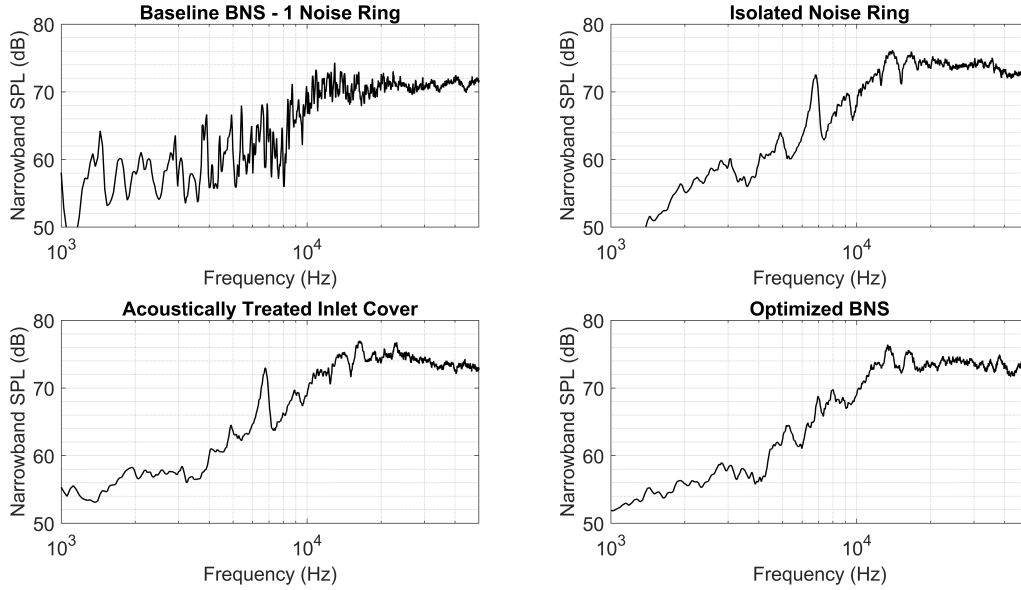 Baseline BNS - 1 Noise Ring
Narrowband SPL (dB)
80
70
60
50
10³
10⁴
Frequency (Hz)
Isolated Noise Ring
Narrowband SPL (dB)
80
70
60
50
10³
10⁴
Frequency (Hz)
Acoustically Treated Inlet Cover
Narrowband SPL (dB)
80
70
60
50
10³
10⁴
Frequency (Hz)
Optimized BNS
Narrowband SPL (dB)
80
70
60
50
10³
10⁴
Frequency (Hz)